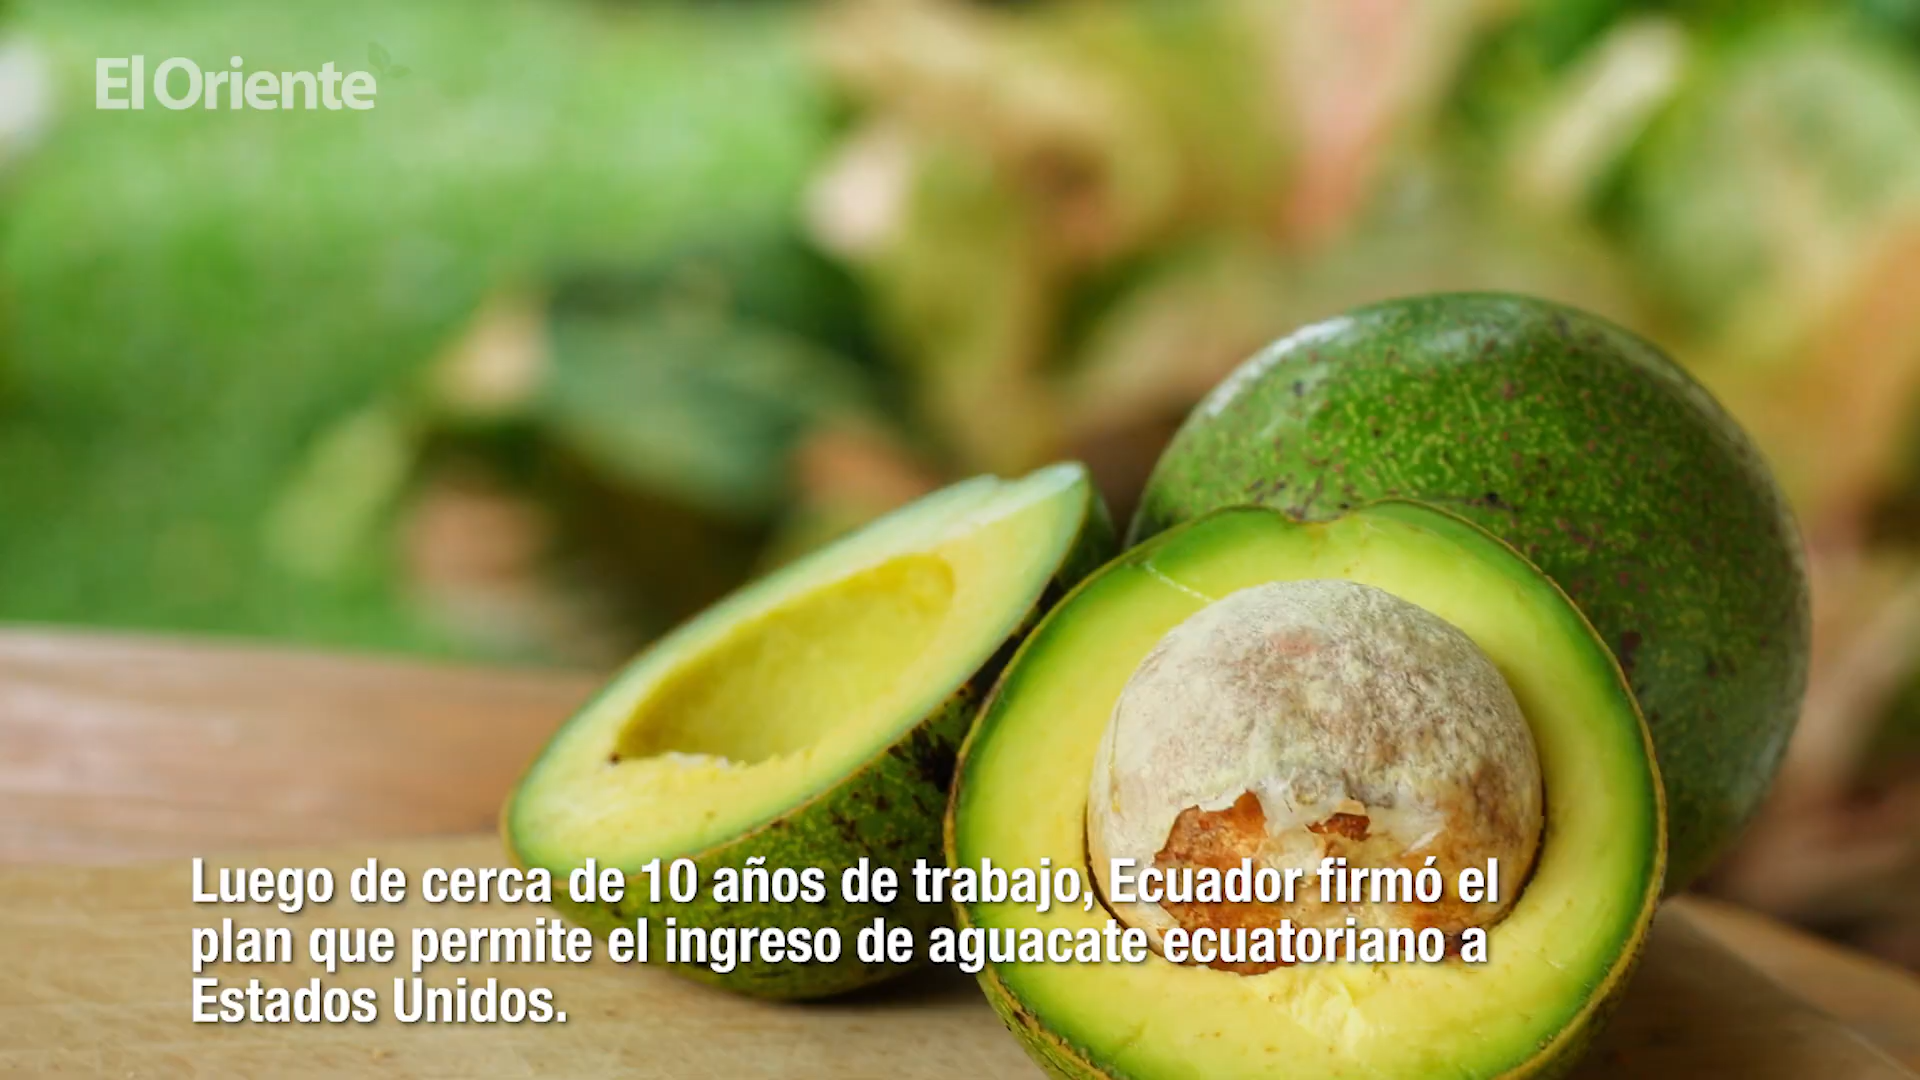 El Oriente
Luego de cerca de 10 años de trabajo, Ecuador firmó el
plan que permite el ingreso de aguacate ecuatoriano a
Estados Unidos.